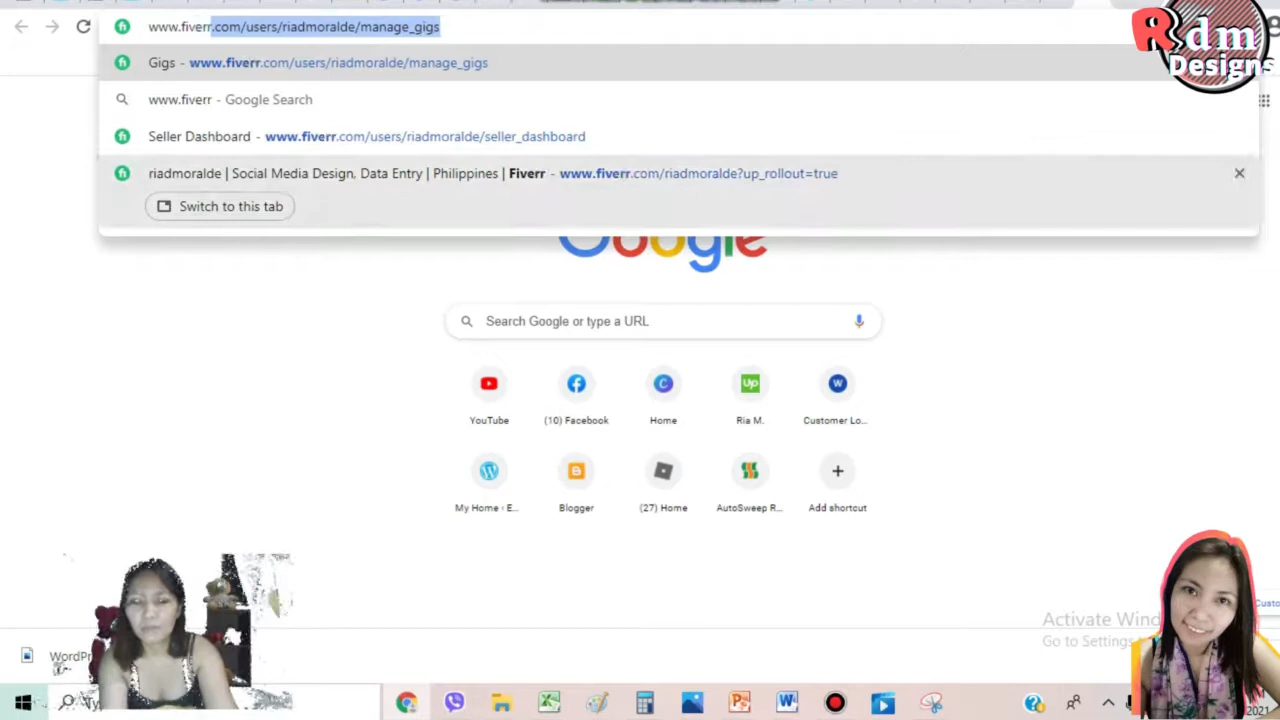 www.fiverr.com/users/riadmoralde/manage_gigs
Gigs - www.fiverr.com/users/riadmoralde/manage_gigs
www.fiverr - Google Search
Seller Dashboard - www.fiverr.com/users/riadmoralde/seller_dashboard
riadmoralde | Social Media Design, Data Entry | Philippines | Fiverr - www.fiverr.com/riadmoralde?up_rollout=true
Switch to this tab
Rdm
Designs
Google
Search Google or type a URL
YouTube
(10) Facebook
Home
Ria M.
Customer Lo...
My Home ‹ E...
Blogger
(27) Home
AutoSweep R...
Add shortcut
Activate Wind
Go to Settings
WordPr
2021